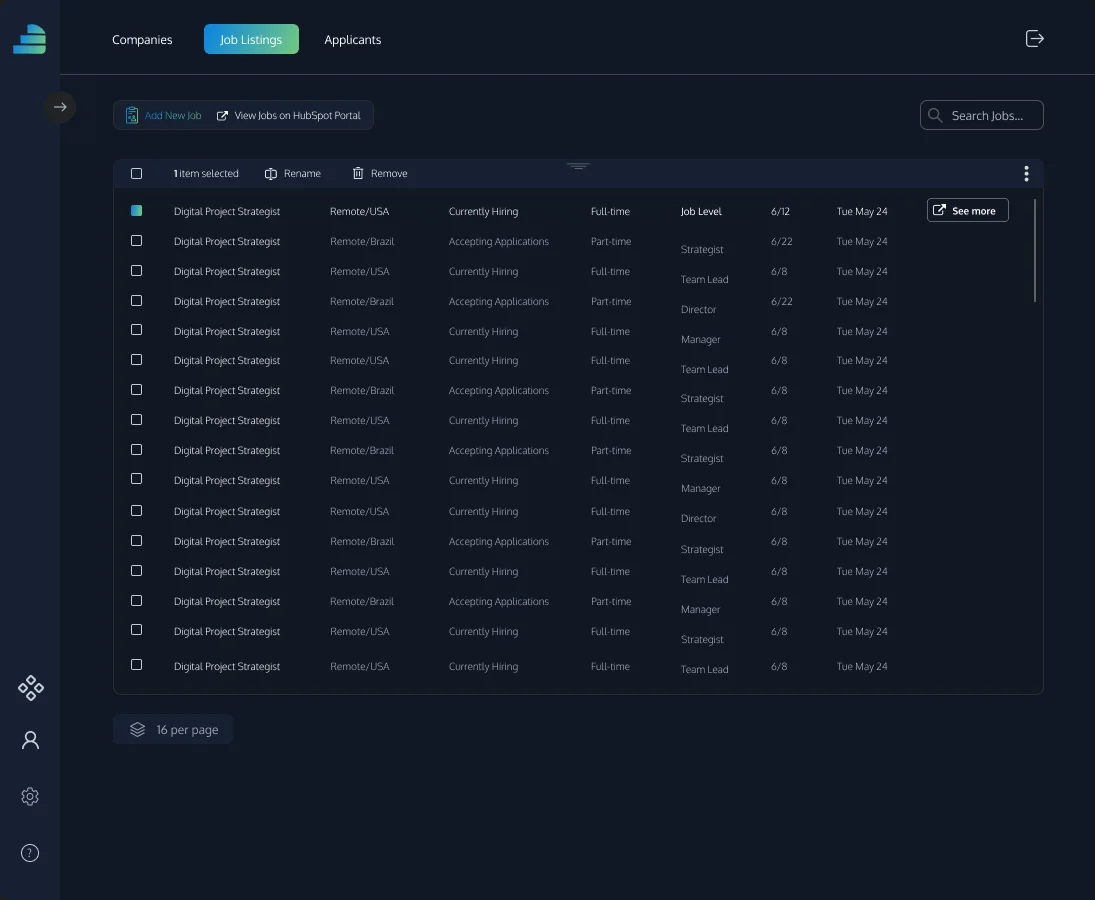 Companies Job Listings Applicants
Add New Job View Jobs on HubSpot Portal Search Jobs...
1 item selected Rename Remove
Digital Project Strategist Remote/USA Currently Hiring Full-time Job Level 6/12 Tue May 24 See more
Digital Project Strategist Remote/Brazil Accepting Applications Part-time Strategist 6/22 Tue May 24
Digital Project Strategist Remote/USA Currently Hiring Full-time Team Lead 6/8 Tue May 24
Digital Project Strategist Remote/Brazil Accepting Applications Part-time Director 6/22 Tue May 24
Digital Project Strategist Remote/USA Currently Hiring Full-time Manager 6/8 Tue May 24
Digital Project Strategist Remote/USA Currently Hiring Full-time Team Lead 6/8 Tue May 24
Digital Project Strategist Remote/Brazil Accepting Applications Part-time Strategist 6/8 Tue May 24
Digital Project Strategist Remote/USA Currently Hiring Full-time Team Lead 6/8 Tue May 24
Digital Project Strategist Remote/Brazil Accepting Applications Part-time Strategist 6/8 Tue May 24
Digital Project Strategist Remote/USA Currently Hiring Full-time Manager 6/8 Tue May 24
Digital Project Strategist Remote/USA Currently Hiring Full-time Director 6/8 Tue May 24
Digital Project Strategist Remote/Brazil Accepting Applications Part-time Strategist 6/8 Tue May 24
Digital Project Strategist Remote/USA Currently Hiring Full-time Team Lead 6/8 Tue May 24
Digital Project Strategist Remote/Brazil Accepting Applications Part-time Manager 6/8 Tue May 24
Digital Project Strategist Remote/USA Currently Hiring Full-time Strategist 6/8 Tue May 24
Digital Project Strategist Remote/USA Currently Hiring Full-time Team Lead 6/8 Tue May 24
16 per page
?